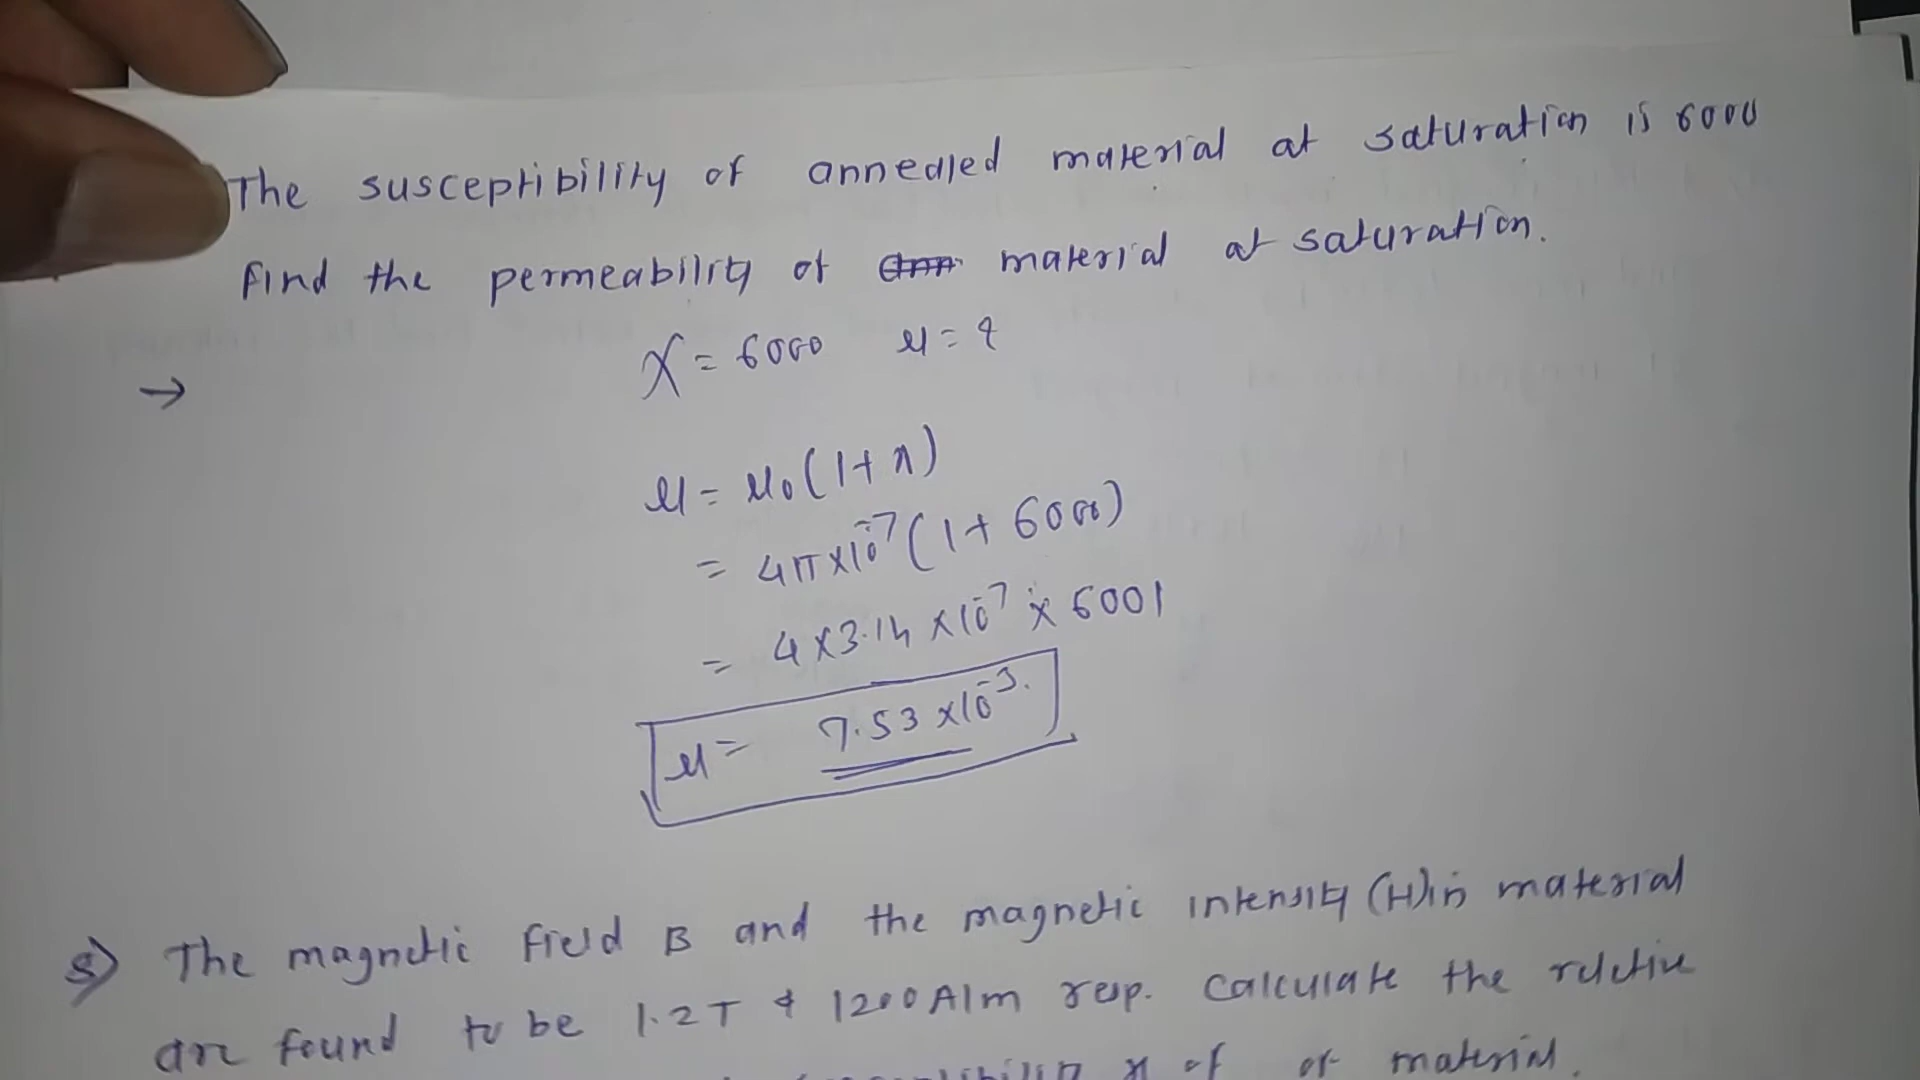 The susceptibility of annealed material at saturation is 6000
find the permeability of material at saturation.
→ X = 6000 μ = ?
μ = μ₀(1+x)
= 4π×10⁻⁷(1+6000)
= 4×3.14×10⁻⁷×6001
μ = 7.53×10⁻³.
5) The magnetic field B and the magnetic intensity (H) in material
are found to be 1.2T & 1200 A/m resp. Calculate the reletive
x of of material.